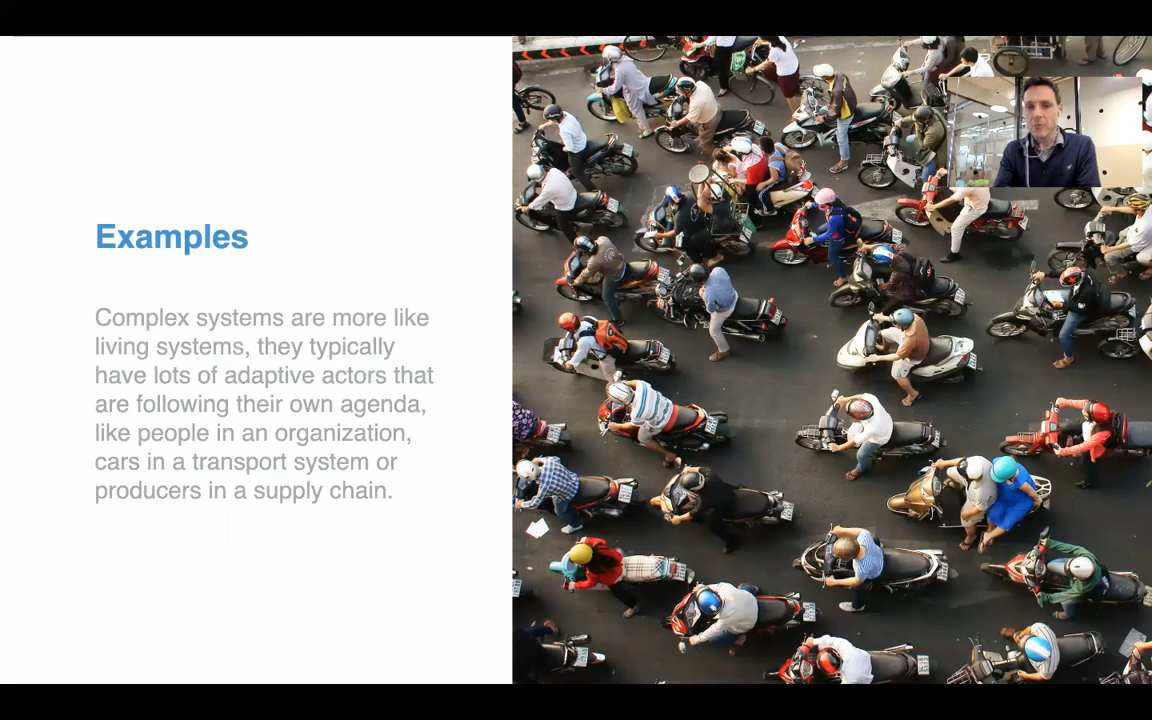 Examples
Complex systems are more like
living systems, they typically
have lots of adaptive actors that
are following their own agenda,
like people in an organization,
cars in a transport system or
producers in a supply chain.